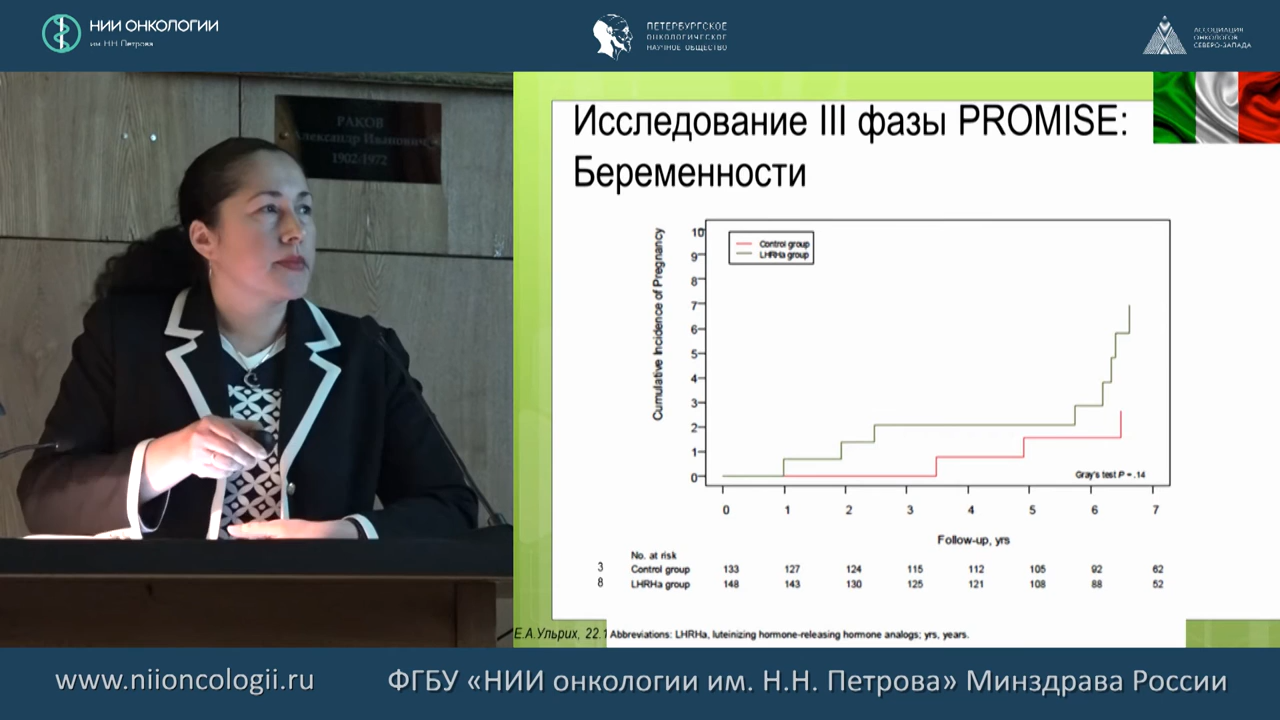 НИИ ОНКОЛОГИИ
им. Н.Н. Петрова
ПЕТЕРБУРГСКОЕ
ОНКОЛОГИЧЕСКОЕ
НАУЧНОЕ ОБЩЕСТВО
АССОЦИАЦИЯ
ОНКОЛОГОВ
СЕВЕРО-ЗАПАДА
РАКОВ
Александр Иванович
1902-1972
Исследование III фазы PROMISE:
Беременности
Cumulative Incidence of Pregnancy
10
9
8
7
6
5
4
3
2
1
0
Control group
LHRHa group
Gray's test P = .14
0 1 2 3 4 5 6 7
Follow-up, yrs
No. at risk
3 Control group 133 127 124 115 112 105 92 62
8 LHRHa group 148 143 130 125 121 108 88 52
Е.А.Ульрих, 22.1
Abbreviations: LHRHa, luteinizing hormone-releasing hormone analogs; yrs, years.
www.niioncologii.ru
ФГБУ «НИИ онкологии им. Н.Н. Петрова» Минздрава России